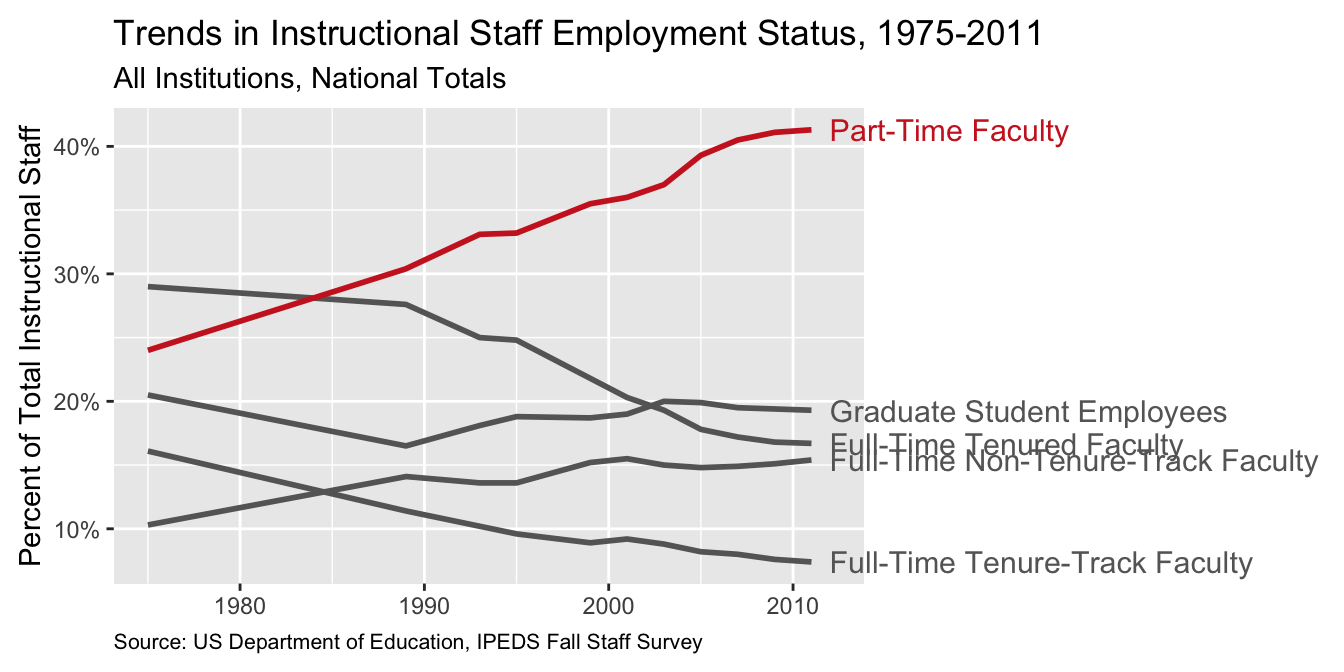 Trends in Instructional Staff Employment Status, 1975-2011
All Institutions, National Totals
Percent of Total Instructional Staff
40%
30%
20%
10%
Part-Time Faculty
Graduate Student Employees
Full-Time Tenured Faculty
Full-Time Non-Tenure-Track Faculty
Full-Time Tenure-Track Faculty
1980 1990 2000 2010
Source: US Department of Education, IPEDS Fall Staff Survey